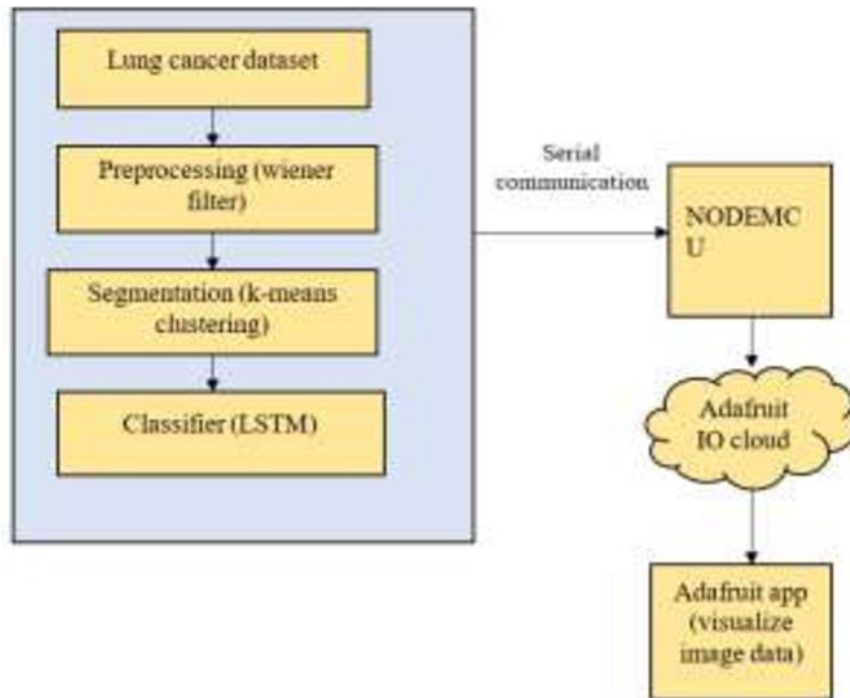 Lung cancer dataset
Preprocessing (wiener
filter)
Segmentation (k-means
clustering)
Classifier (LSTM)
Serial
communication
NODEMC
U
Adafruit
IO cloud
Adafruit app
(visualize
image data)